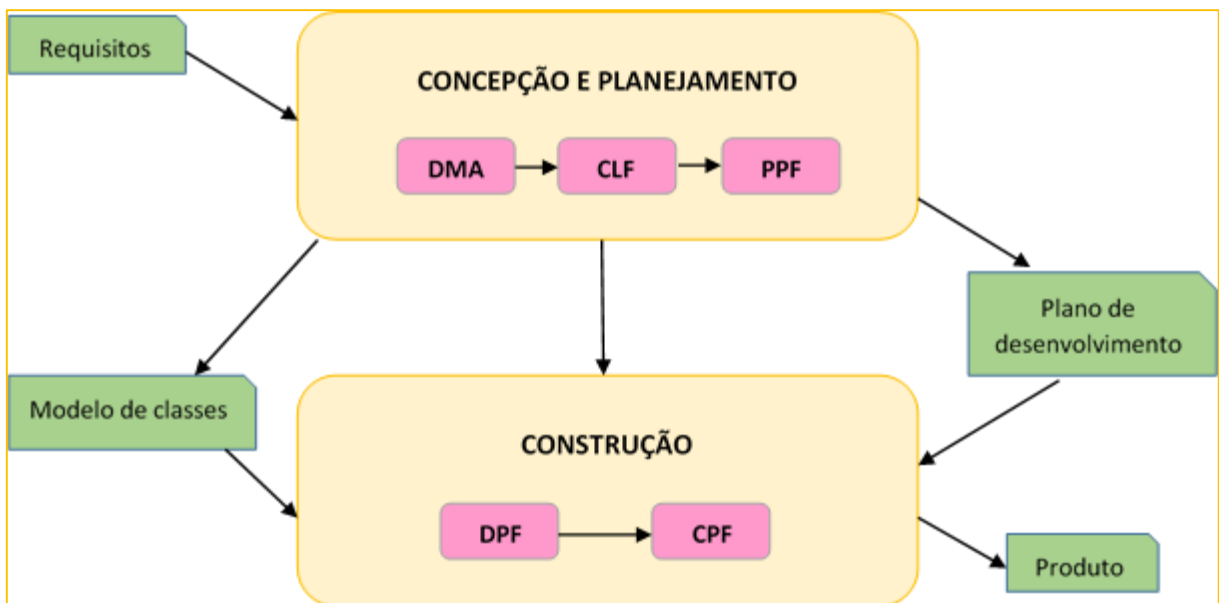 Requisitos
CONCEPÇÃO E PLANEJAMENTO
DMA
CLF
PPF
Plano de
desenvolvimento
Modelo de classes
CONSTRUÇÃO
DPF
CPF
Produto